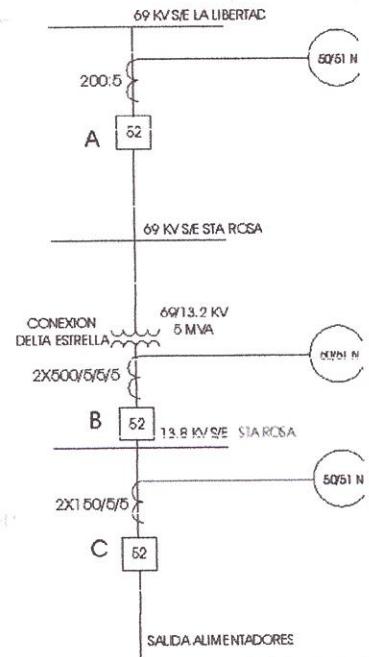 69 KV S/E LA LIBERTAD
50/51 N
200:5
A
52
69 KV S/E STA ROSA
69/13.2 KV
5 MVA
CONEXION
DELTA ESTRELLA
50/51 N
2X500/5/5/5
B
52
13.8 KV S/E STA ROSA
50/51 N
2X150/5/5
C
52
SALIDA ALIMENTADORES